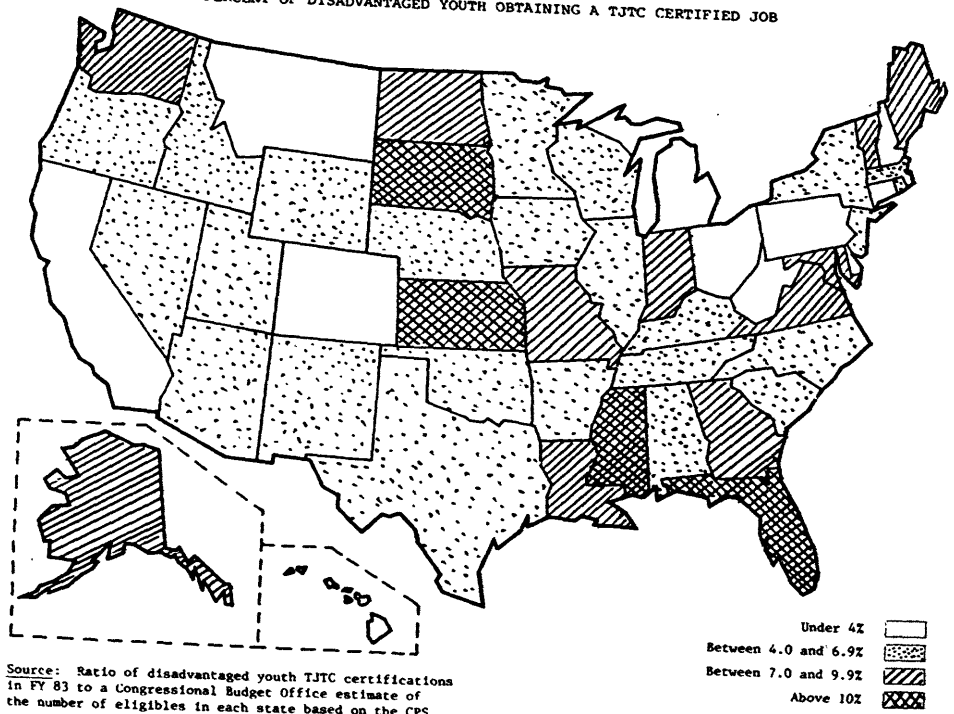 PERCENT OF DISADVANTAGED YOUTH OBTAINING A TJTC CERTIFIED JOB
Under 4%
Between 4.0 and 6.9%
Between 7.0 and 9.9%
Above 10%
Source: Ratio of disadvantaged youth TJTC certifications
in FY 83 to a Congressional Budget Office estimate of
the number of eligibles in each state based on the CPS